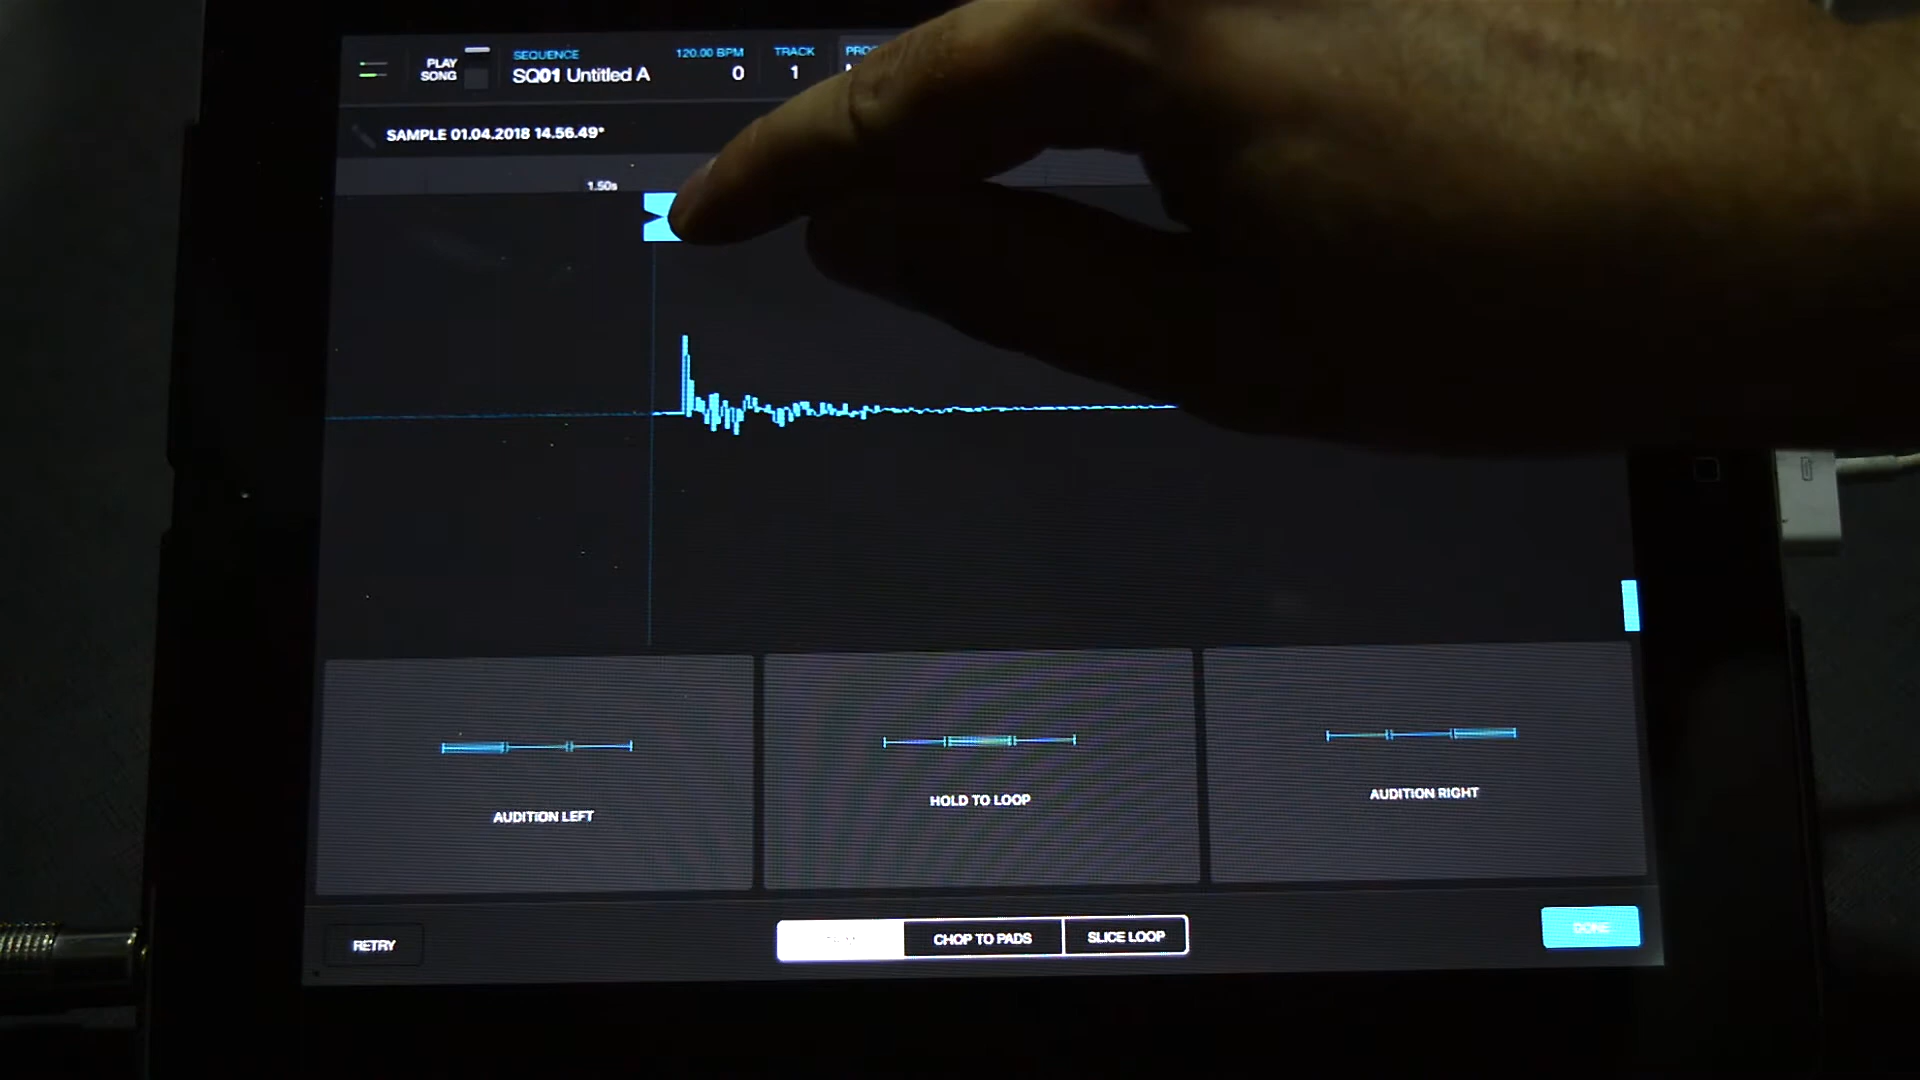 PLAY
SONG
SEQUENCE
SQ01 Untitled A
120.00 BPM
0
TRACK
1
SAMPLE 01.04.2018 14.56.49*
1.50s
AUDITION LEFT
HOLD TO LOOP
AUDITION RIGHT
RETRY
CHOP TO PADS
SLICE LOOP
DONE